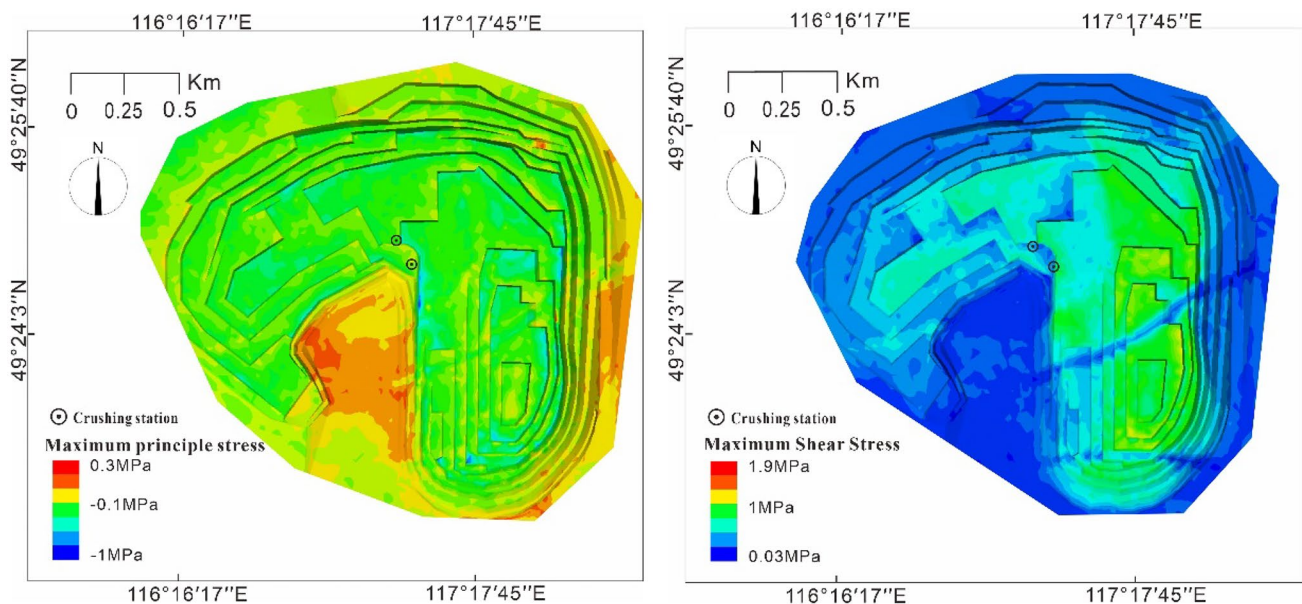 116°16′17″E
117°17′45″E
49°25′40″N
49°24′3″N
Km
0 0.25 0.5
N
Crushing station
Maximum principle stress
0.3MPa
-0.1MPa
-1MPa
116°16′17″E
117°17′45″E
116°16′17″E
117°17′45″E
49°25′40″N
49°24′3″N
Km
0 0.25 0.5
N
Crushing station
Maximum Shear Stress
1.9MPa
1MPa
0.03MPa
116°16′17″E
117°17′45″E